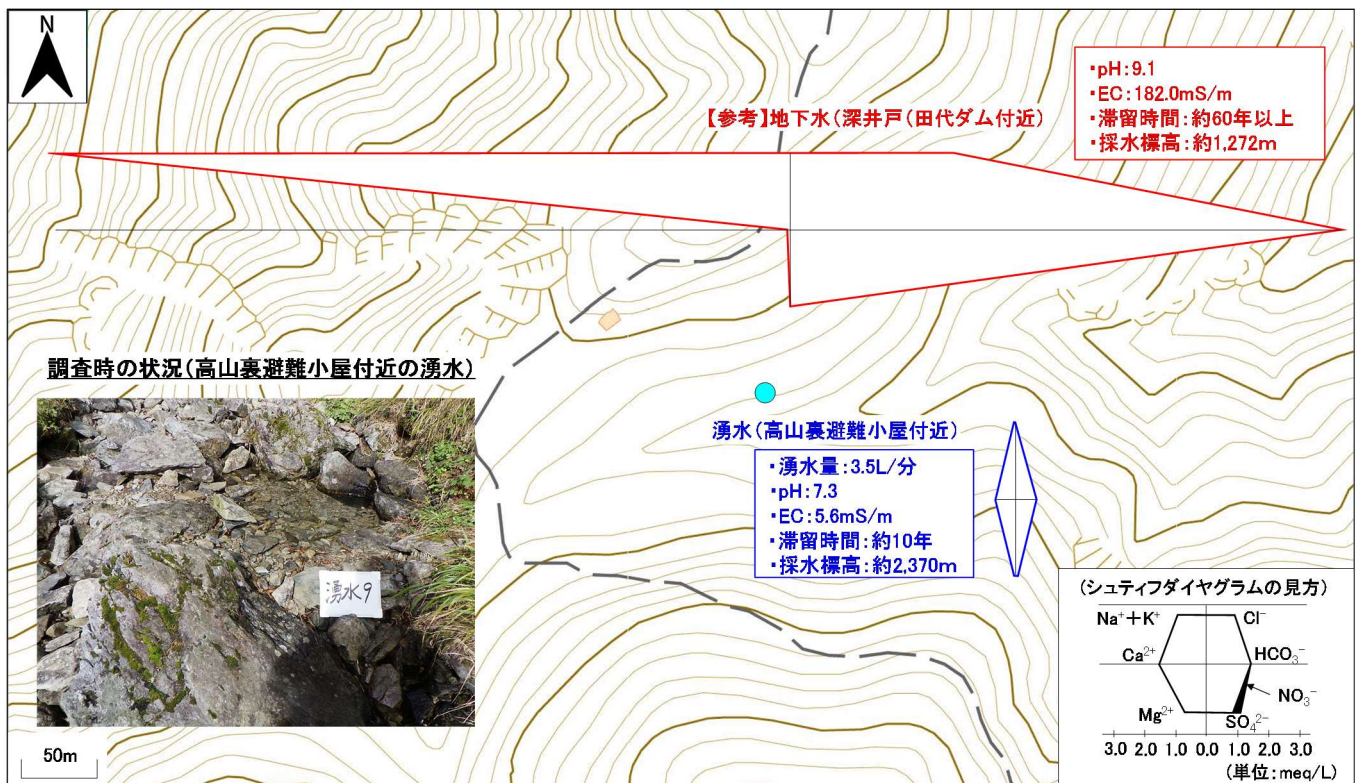 N
・pH:9.1
・EC:182.0mS/m
・滞留時間:約60年以上
・採水標高:約1,272m
【参考】地下水(深井戸(田代ダム付近)
調査時の状況(高山裏避難小屋付近の湧水)
湧水9
湧水(高山裏避難小屋付近)
・湧水量:3.5L/分
・pH:7.3
・EC:5.6mS/m
・滞留時間:約10年
・採水標高:約2,370m
50m
(シュティフダイヤグラムの見方)
Na⁺+K⁺ Cl⁻
Ca²⁺ HCO₃⁻
NO₃⁻
Mg²⁺ SO₄²⁻
3.0 2.0 1.0 0.0 1.0 2.0 3.0
(単位:meq/L)